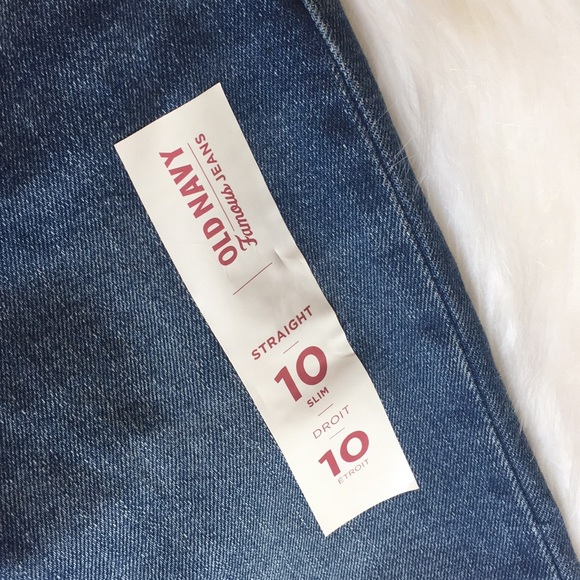 OLD NAVY
Famous JEANS
STRAIGHT
10
SLIM
DROIT
10
ÉTROIT